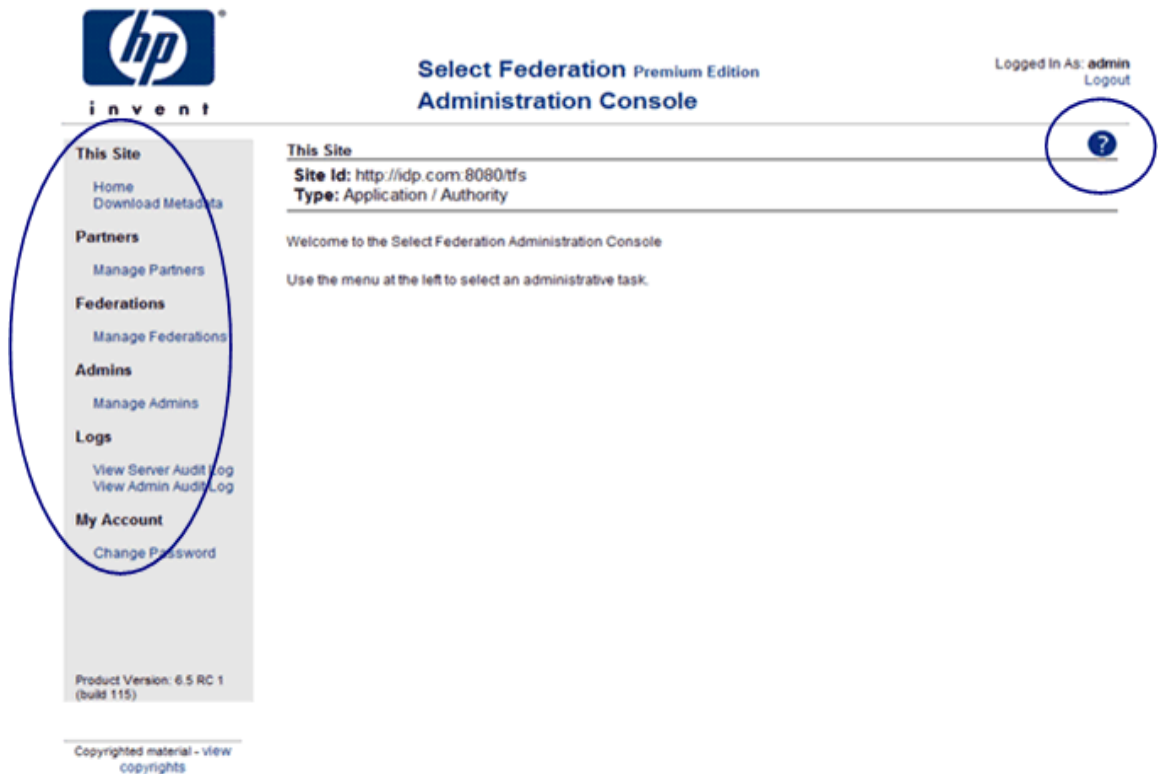 hp
invent
Select Federation Premium Edition
Administration Console
Logged In As: admin
Logout
This Site
Home
Download Metadata
Partners
Manage Partners
Federations
Manage Federations
Admins
Manage Admins
Logs
View Server Audit Log
View Admin Audit Log
My Account
Change Password
Product Version: 6.5 RC 1
(build 115)
Copyrighted material - view
copyrights
?
This Site
Site Id: http://idp.com:8080/tfs
Type: Application / Authority
Welcome to the Select Federation Administration Console
Use the menu at the left to select an administrative task.